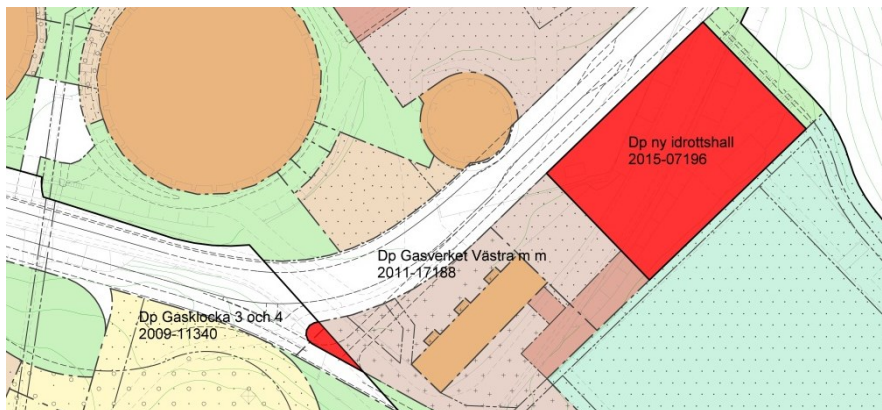 Dp ny idrottshall
2015-07196
Dp Gasverket Västra m m
2011-17188
Dp Gasklocka 3 och 4
2009-11340